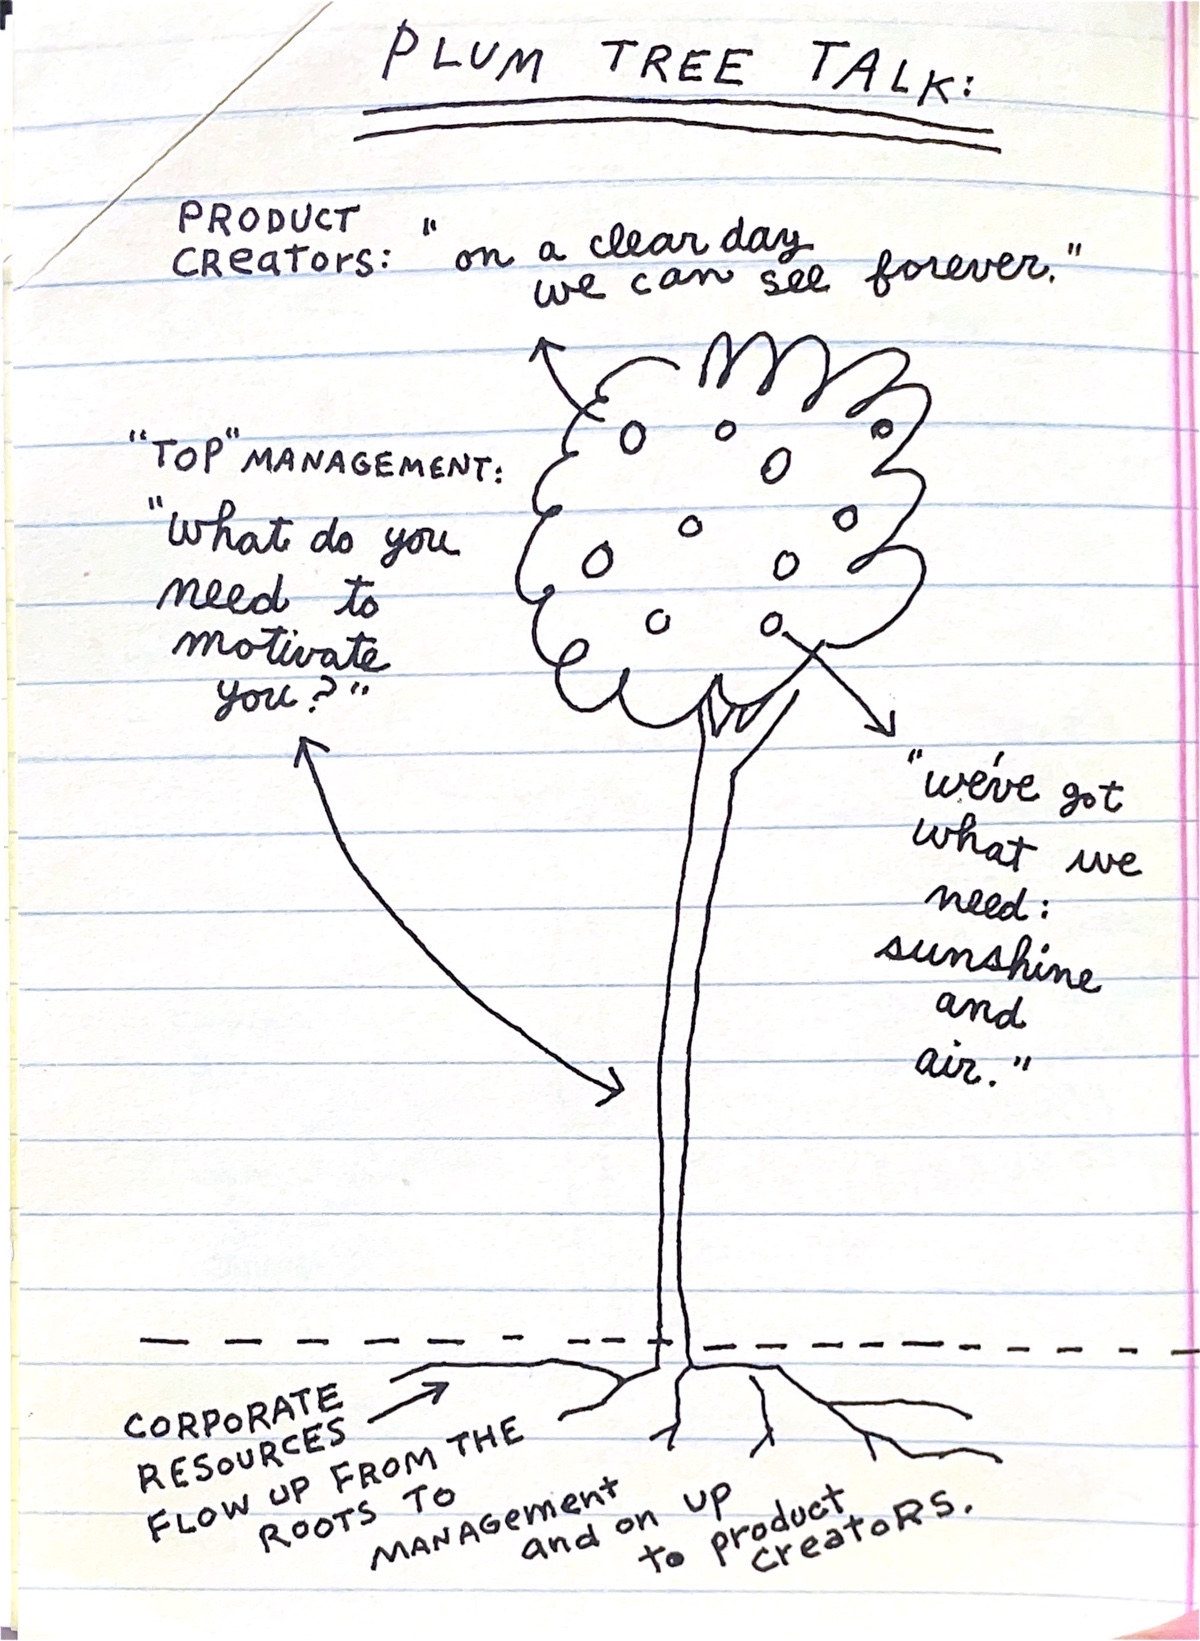 PLUM TREE TALK:
PRODUCT
CREATORS: "on a clear day
we can see forever."
"TOP" MANAGEMENT:
"What do you
need to
motivate
you?"
"we've got
what we
need:
sunshine
and
air."
CORPORATE
RESOURCES
FLOW UP FROM THE
ROOTS TO
MANAGEMENT
and on up
to product
CREATORS.